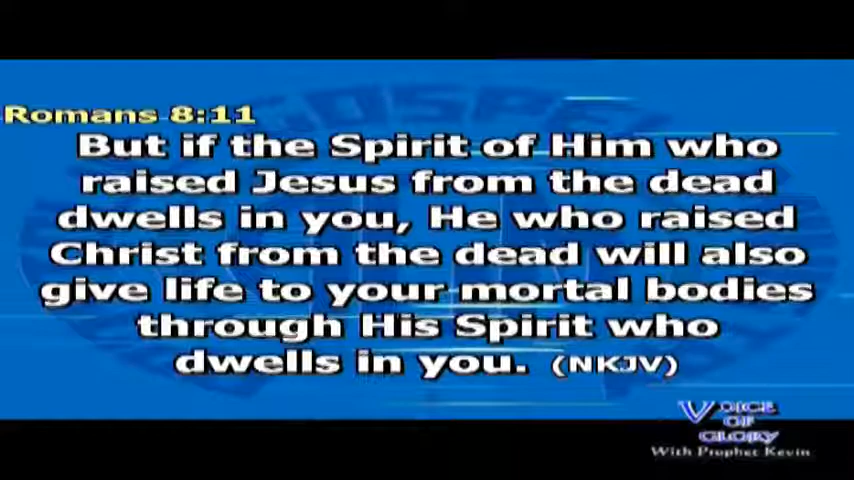 GOSPEL
Romans 8:11
But if the Spirit of Him who
raised Jesus from the dead
dwells in you, He who raised
Christ from the dead will also
give life to your mortal bodies
through His Spirit who
dwells in you. (NKJV)
VOICE
OF
GLORY
With Prophet Kevin